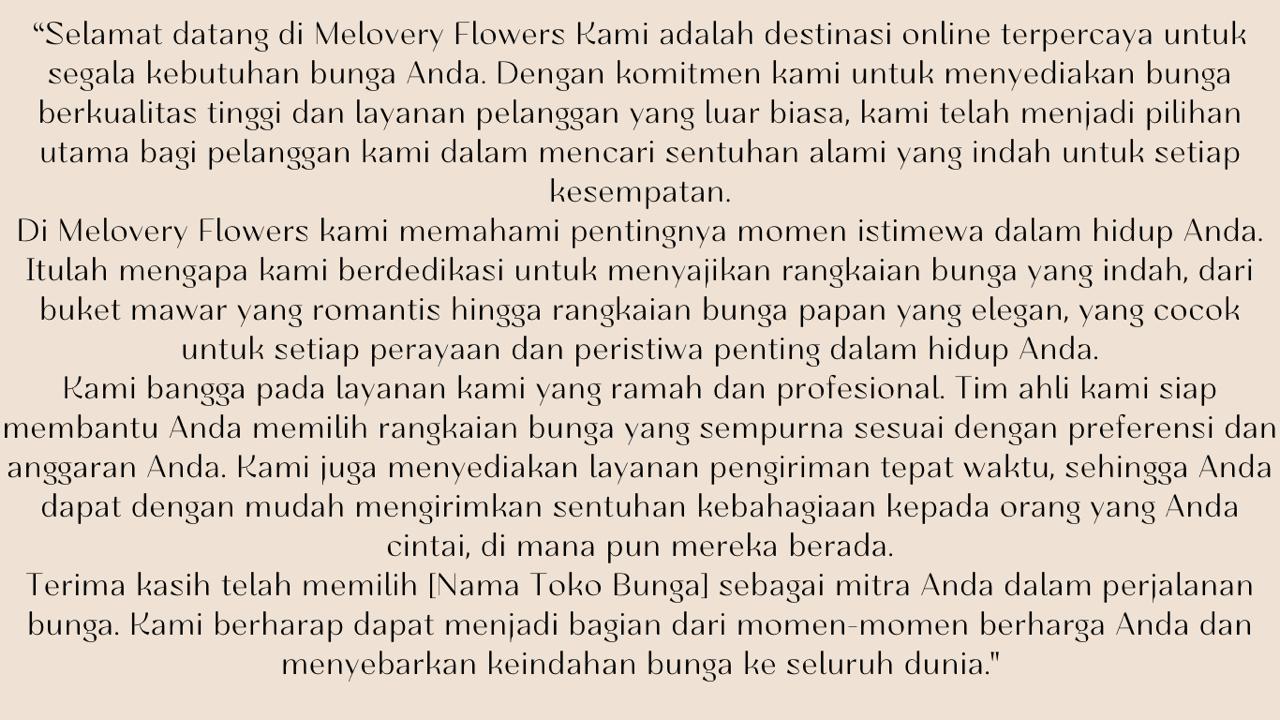 “Selamat datang di Melovery Flowers Kami adalah destinasi online terpercaya untuk
segala kebutuhan bunga Anda. Dengan komitmen kami untuk menyediakan bunga
berkualitas tinggi dan layanan pelanggan yang luar biasa, kami telah menjadi pilihan
utama bagi pelanggan kami dalam mencari sentuhan alami yang indah untuk setiap
kesempatan.
Di Melovery Flowers kami memahami pentingnya momen istimewa dalam hidup Anda.
Itulah mengapa kami berdedikasi untuk menyajikan rangkaian bunga yang indah, dari
buket mawar yang romantis hingga rangkaian bunga papan yang elegan, yang cocok
untuk setiap perayaan dan peristiwa penting dalam hidup Anda.
Kami bangga pada layanan kami yang ramah dan profesional. Tim ahli kami siap
membantu Anda memilih rangkaian bunga yang sempurna sesuai dengan preferensi dan
anggaran Anda. Kami juga menyediakan layanan pengiriman tepat waktu, sehingga Anda
dapat dengan mudah mengirimkan sentuhan kebahagiaan kepada orang yang Anda
cintai, di mana pun mereka berada.
Terima kasih telah memilih [Nama Toko Bunga] sebagai mitra Anda dalam perjalanan
bunga. Kami berharap dapat menjadi bagian dari momen-momen berharga Anda dan
menyebarkan keindahan bunga ke seluruh dunia."